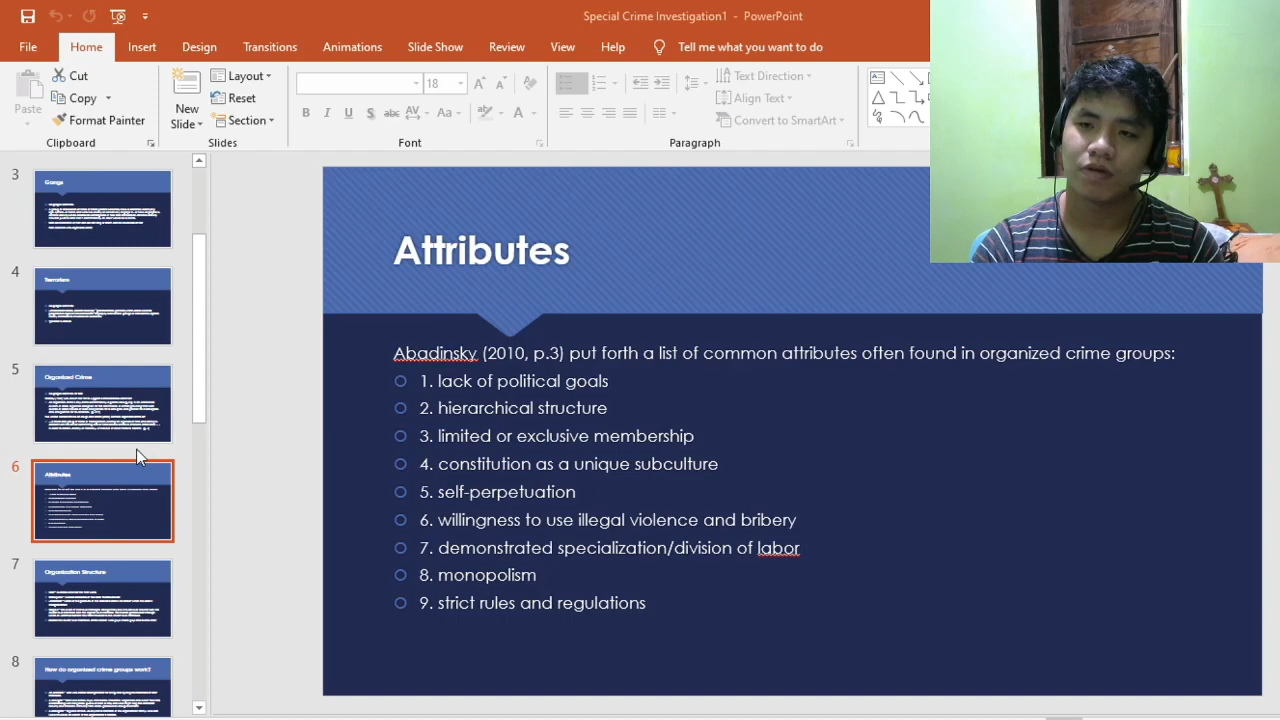 Special Crime Investigation1 - PowerPoint
File Home Insert Design Transitions Animations Slide Show Review View Help Tell me what you want to do
Paste
Cut
Copy
Format Painter
Clipboard
New
Slide
Layout
Reset
Section
Slides
18
B I U S abc AV Aa A
Font
Text Direction
Align Text
Convert to SmartArt
Paragraph
3
Gangs
4
Terrorism
5
Organized Crime
6
Attributes
7
Organization Structure
8
How do organized crime groups work?
Attributes
Abadinsky (2010, p.3) put forth a list of common attributes often found in organized crime groups:
1. lack of political goals
2. hierarchical structure
3. limited or exclusive membership
4. constitution as a unique subculture
5. self-perpetuation
6. willingness to use illegal violence and bribery
7. demonstrated specialization/division of labor
8. monopolism
9. strict rules and regulations